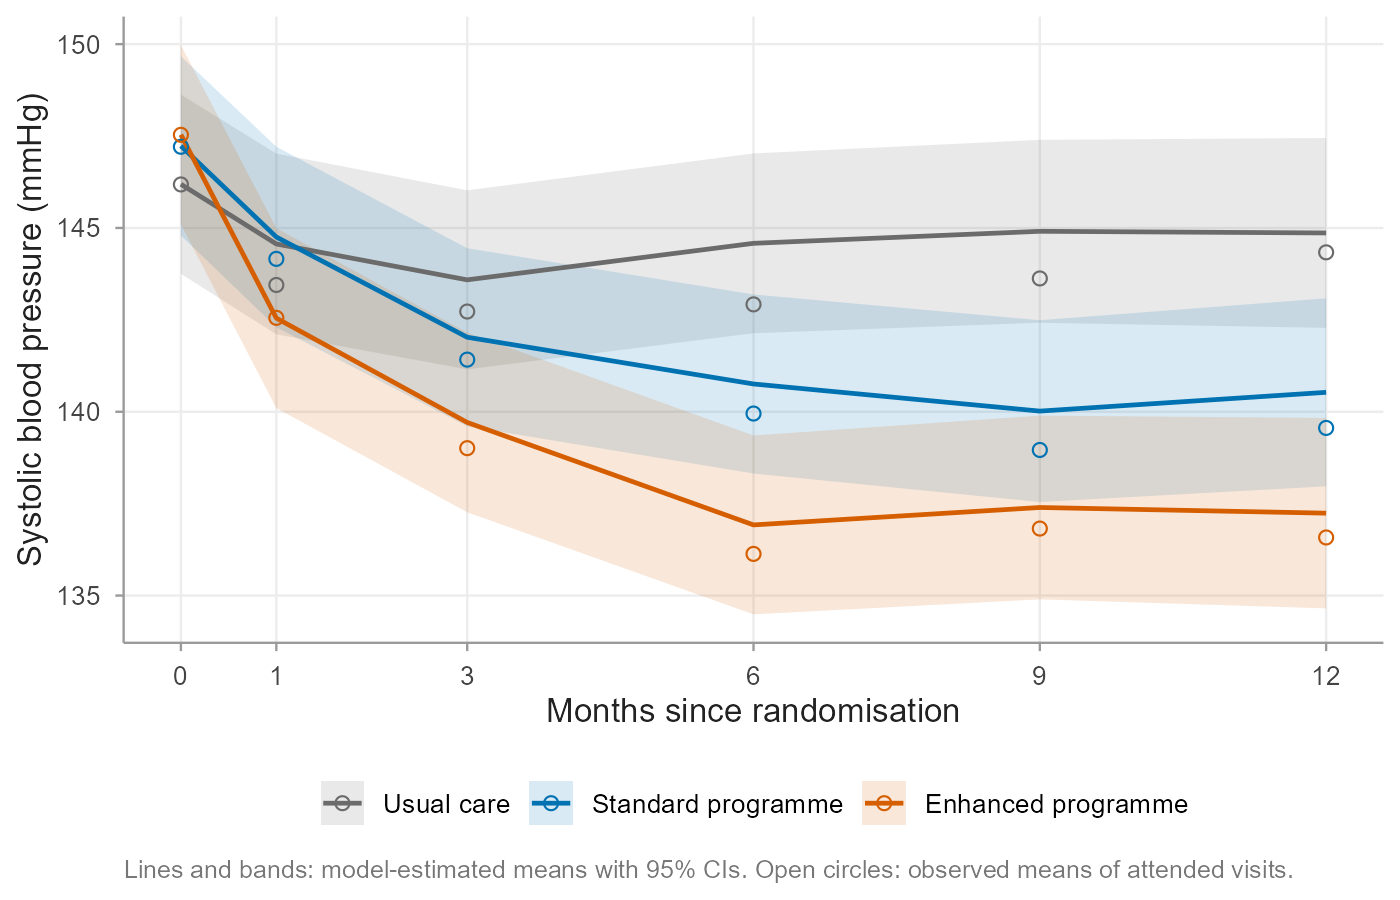 150
145
140
135
Systolic blood pressure (mmHg)
0 1 3 6 9 12
Months since randomisation
Usual care Standard programme Enhanced programme
Lines and bands: model-estimated means with 95% CIs. Open circles: observed means of attended visits.